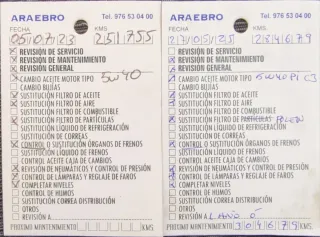 ARAEBRO Tel. 976 53 04 00
FECHA KMS.
05/07/23 251755
REVISIÓN DE SERVICIO
REVISIÓN DE MANTENIMIENTO
REVISIÓN GENERAL
CAMBIO ACEITE MOTOR TIPO 5w40
CAMBIO BUJÍAS
SUSTITUCIÓN FILTRO DE ACEITE
SUSTITUCIÓN FILTRO DE AIRE
SUSTITUCIÓN FILTRO DE COMBUSTIBLE
SUSTITUCIÓN FILTRO DE PARTÍCULAS
SUSTITUCIÓN LÍQUIDO DE REFRIGERACIÓN
SUSTITUCIÓN DE CORREAS
CONTROL O SUSTITUCIÓN ÓRGANOS DE FRENOS
SUSTITUCIÓN LÍQUIDO DE FRENOS
CONTROL ACEITE CAJA DE CAMBIOS
REVISIÓN DE NEUMÁTICOS Y CONTROL DE PRESIÓN
CONTROL DE LÁMPARAS Y REGLAJE DE FAROS
COMPLETAR NIVELES
CONTROL DE HUMOS
SUSTITUCIÓN CORREA DISTRIBUCIÓN
OTROS
REVISIÓN A
PRÓXIMO MANTENIMIENTO KMS.
ARAEBRO Tel. 976 53 04 00
FECHA KMS.
27/05/25 284679
REVISIÓN DE SERVICIO
REVISIÓN DE MANTENIMIENTO
REVISIÓN GENERAL
CAMBIO ACEITE MOTOR TIPO 5w40 C3
CAMBIO BUJÍAS
SUSTITUCIÓN FILTRO DE ACEITE
SUSTITUCIÓN FILTRO DE AIRE
SUSTITUCIÓN FILTRO DE COMBUSTIBLE
SUSTITUCIÓN FILTRO DE PARTÍCULAS POLEN
SUSTITUCIÓN LÍQUIDO DE REFRIGERACIÓN
SUSTITUCIÓN DE CORREAS
CONTROL O SUSTITUCIÓN ÓRGANOS DE FRENOS
SUSTITUCIÓN LÍQUIDO DE FRENOS
CONTROL ACEITE CAJA DE CAMBIOS
REVISIÓN DE NEUMÁTICOS Y CONTROL DE PRESIÓN
CONTROL DE LÁMPARAS Y REGLAJE DE FAROS
COMPLETAR NIVELES
CONTROL DE HUMOS
SUSTITUCIÓN CORREA DISTRIBUCIÓN
OTROS
REVISIÓN A 1 AÑO Ó
PRÓXIMO MANTENIMIENTO 304679 KMS.